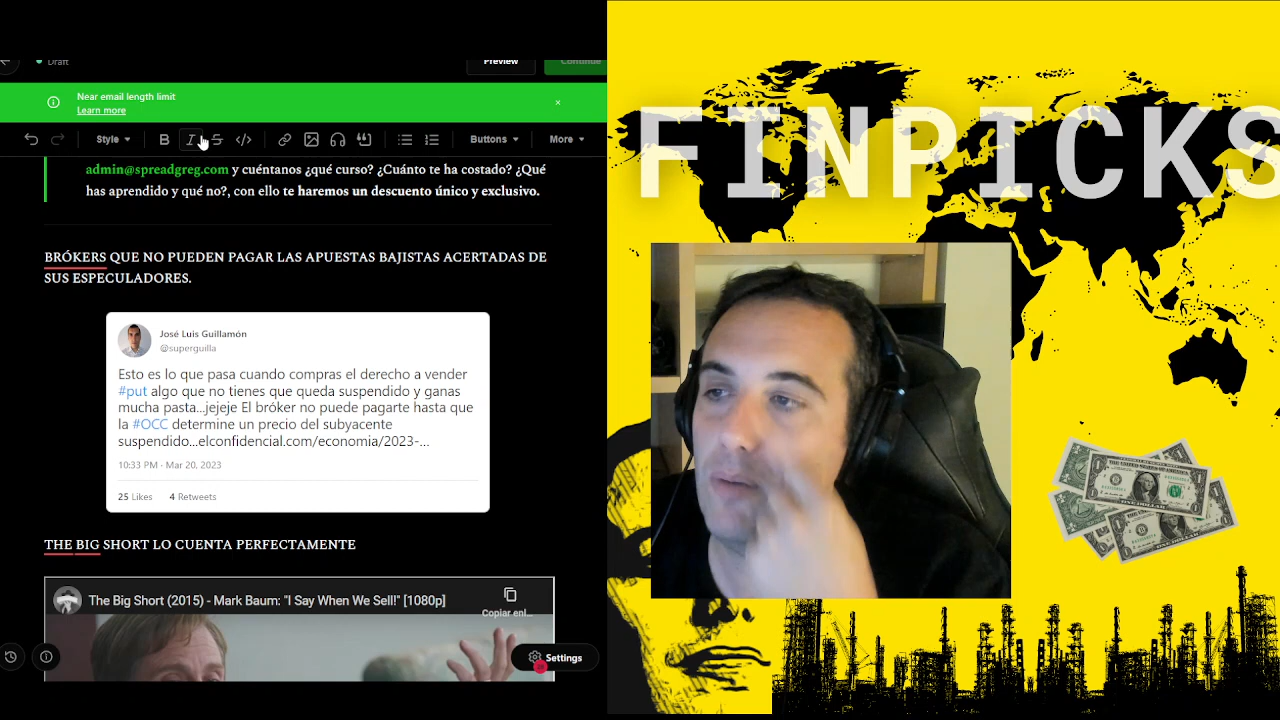 Draft
Preview
Continue
Near email length limit
Learn more
Style
B
Buttons
More
admin@spreadgreg.com y cuéntanos ¿qué curso? ¿Cuánto te ha costado? ¿Qué
has aprendido y qué no?, con ello te haremos un descuento único y exclusivo.
BRÓKERS QUE NO PUEDEN PAGAR LAS APUESTAS BAJISTAS ACERTADAS DE
SUS ESPECULADORES.
José Luis Guillamón
@superguilla
Esto es lo que pasa cuando compras el derecho a vender
#put algo que no tienes que queda suspendido y ganas
mucha pasta...jejeje El bróker no puede pagarte hasta que
la #OCC determine un precio del subyacente
suspendido...elconfidencial.com/economia/2023-...
10:33 PM · Mar 20, 2023
25 Likes 4 Retweets
THE BIG SHORT LO CUENTA PERFECTAMENTE
The Big Short (2015) - Mark Baum: "I Say When We Sell!" [1080p]
Copiar enl...
Settings
FINPICKS